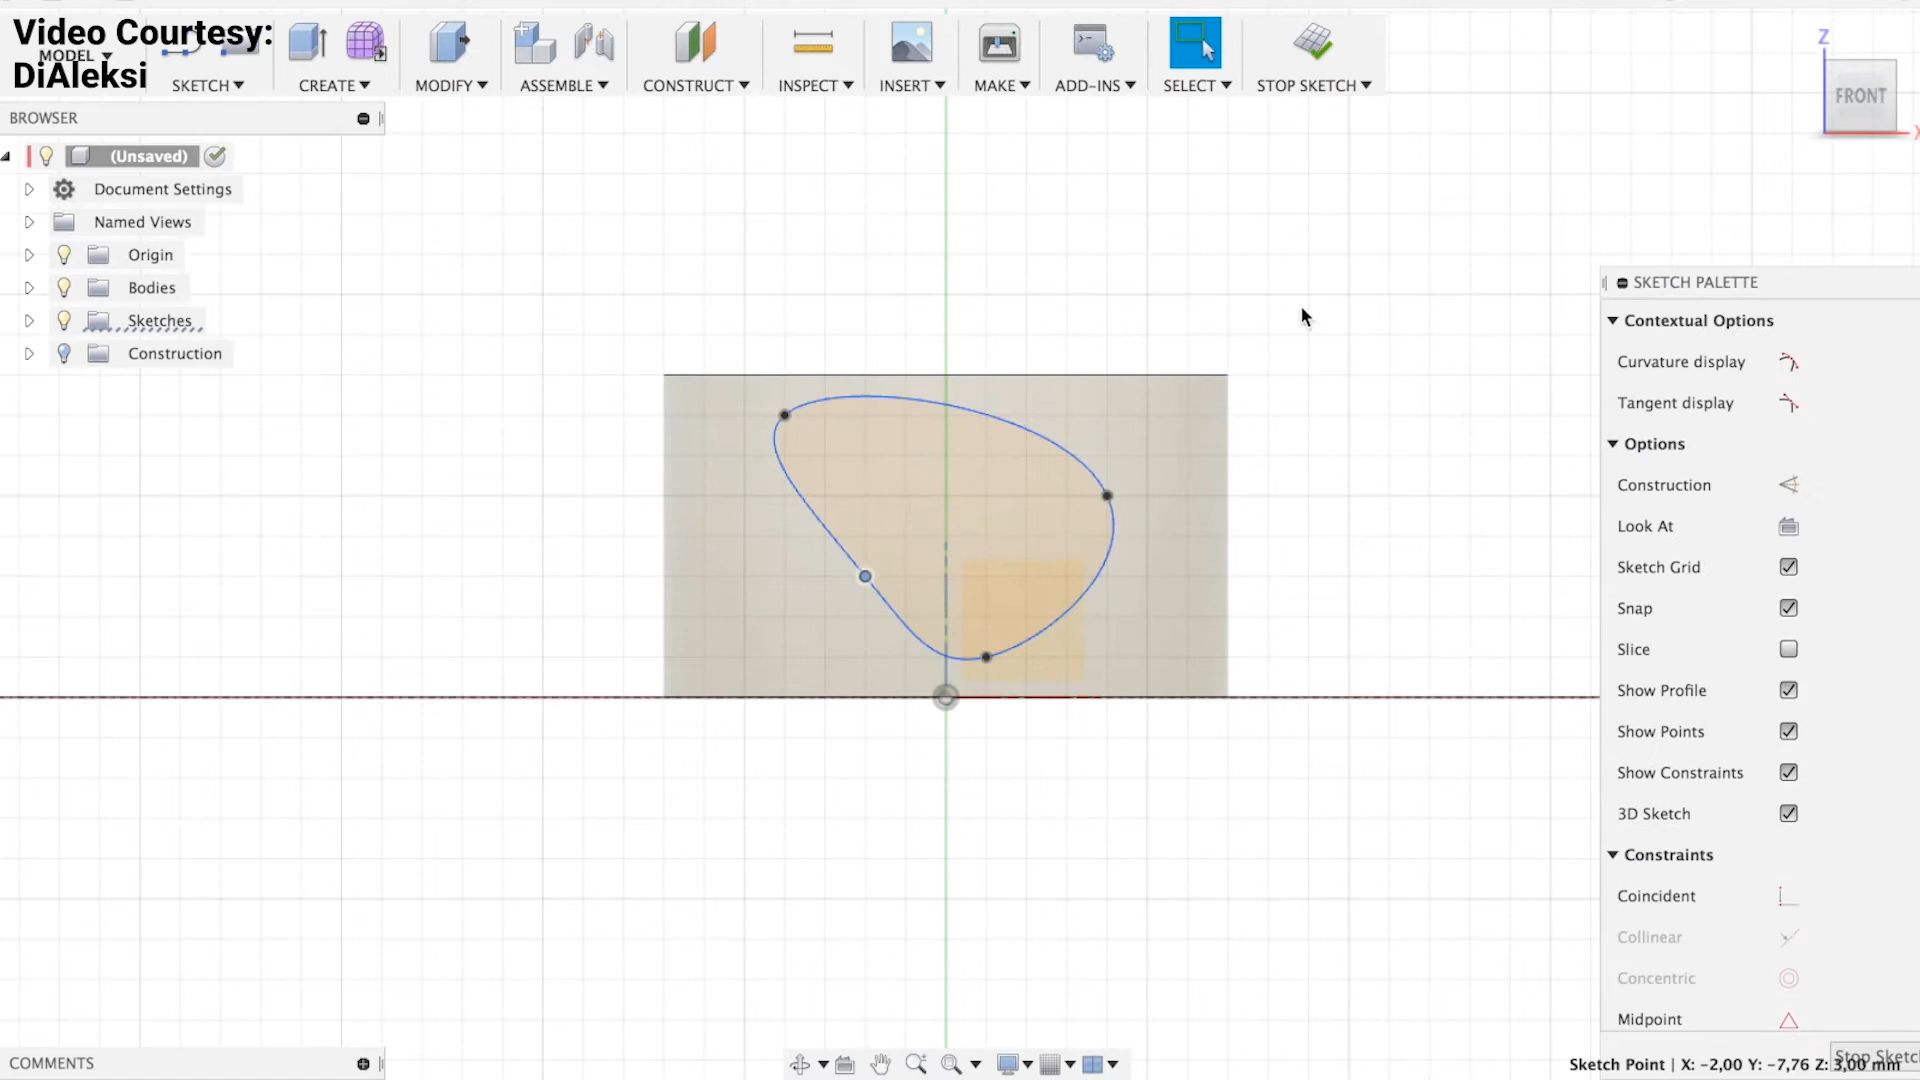 Video Courtesy:
DiAleksi
MODEL
SKETCH
CREATE
MODIFY
ASSEMBLE
CONSTRUCT
INSPECT
INSERT
MAKE
ADD-INS
SELECT
STOP SKETCH
Z
FRONT
X
BROWSER
(Unsaved)
Document Settings
Named Views
Origin
Bodies
Sketches
Construction
SKETCH PALETTE
Contextual Options
Curvature display
Tangent display
Options
Construction
Look At
Sketch Grid
Snap
Slice
Show Profile
Show Points
Show Constraints
3D Sketch
Constraints
Coincident
Collinear
Concentric
Midpoint
Stop Sketch
COMMENTS
Sketch Point | X: -2,00 Y: -7,76 Z: 3,00 mm